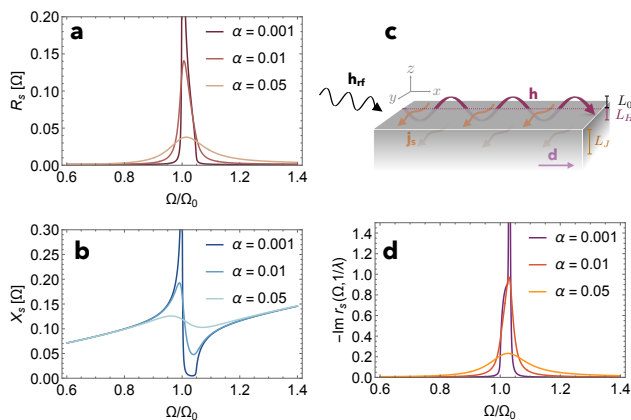 a
R_s [Ω]
0.20
0.15
0.10
0.05
0.00
α = 0.001
α = 0.01
α = 0.05
0.6 0.8 1.0 1.2 1.4
Ω/Ω₀
c
h_rf
z
y x
h
j_s
d
L₀
L_H
L_J
b
X_s [Ω]
0.30
0.25
0.20
0.15
0.10
0.05
0.00
α = 0.001
α = 0.01
α = 0.05
0.6 0.8 1.0 1.2 1.4
Ω/Ω₀
d
−Im r_s(Ω,1/λ)
1.4
1.2
1.0
0.8
0.6
0.4
0.2
0.0
α = 0.001
α = 0.01
α = 0.05
0.6 0.8 1.0 1.2 1.4
Ω/Ω₀